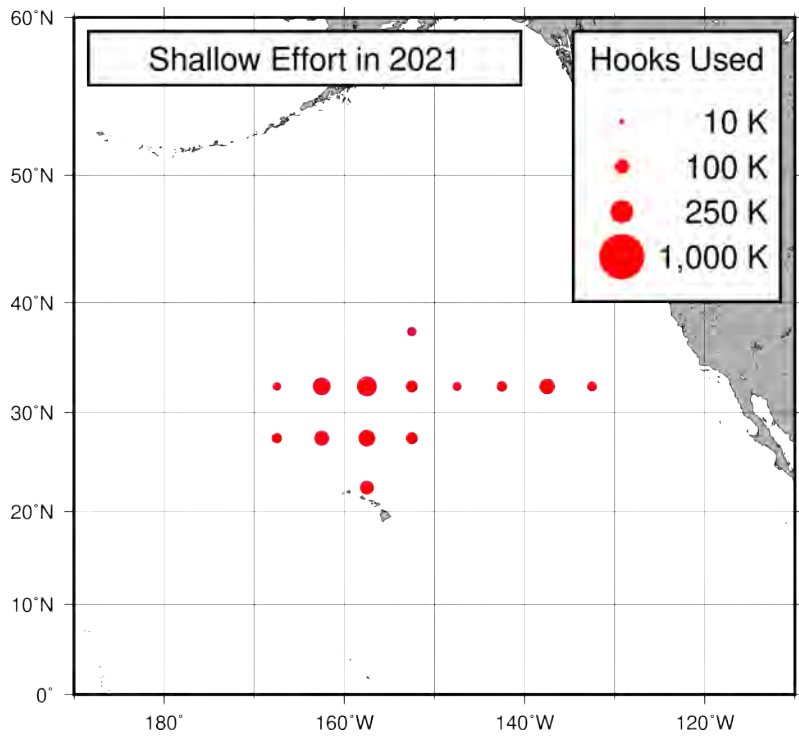 60˚N
Shallow Effort in 2021
Hooks Used
10 K
100 K
250 K
1,000 K
50˚N
40˚N
30˚N
20˚N
10˚N
0˚
180˚
160˚W
140˚W
120˚W